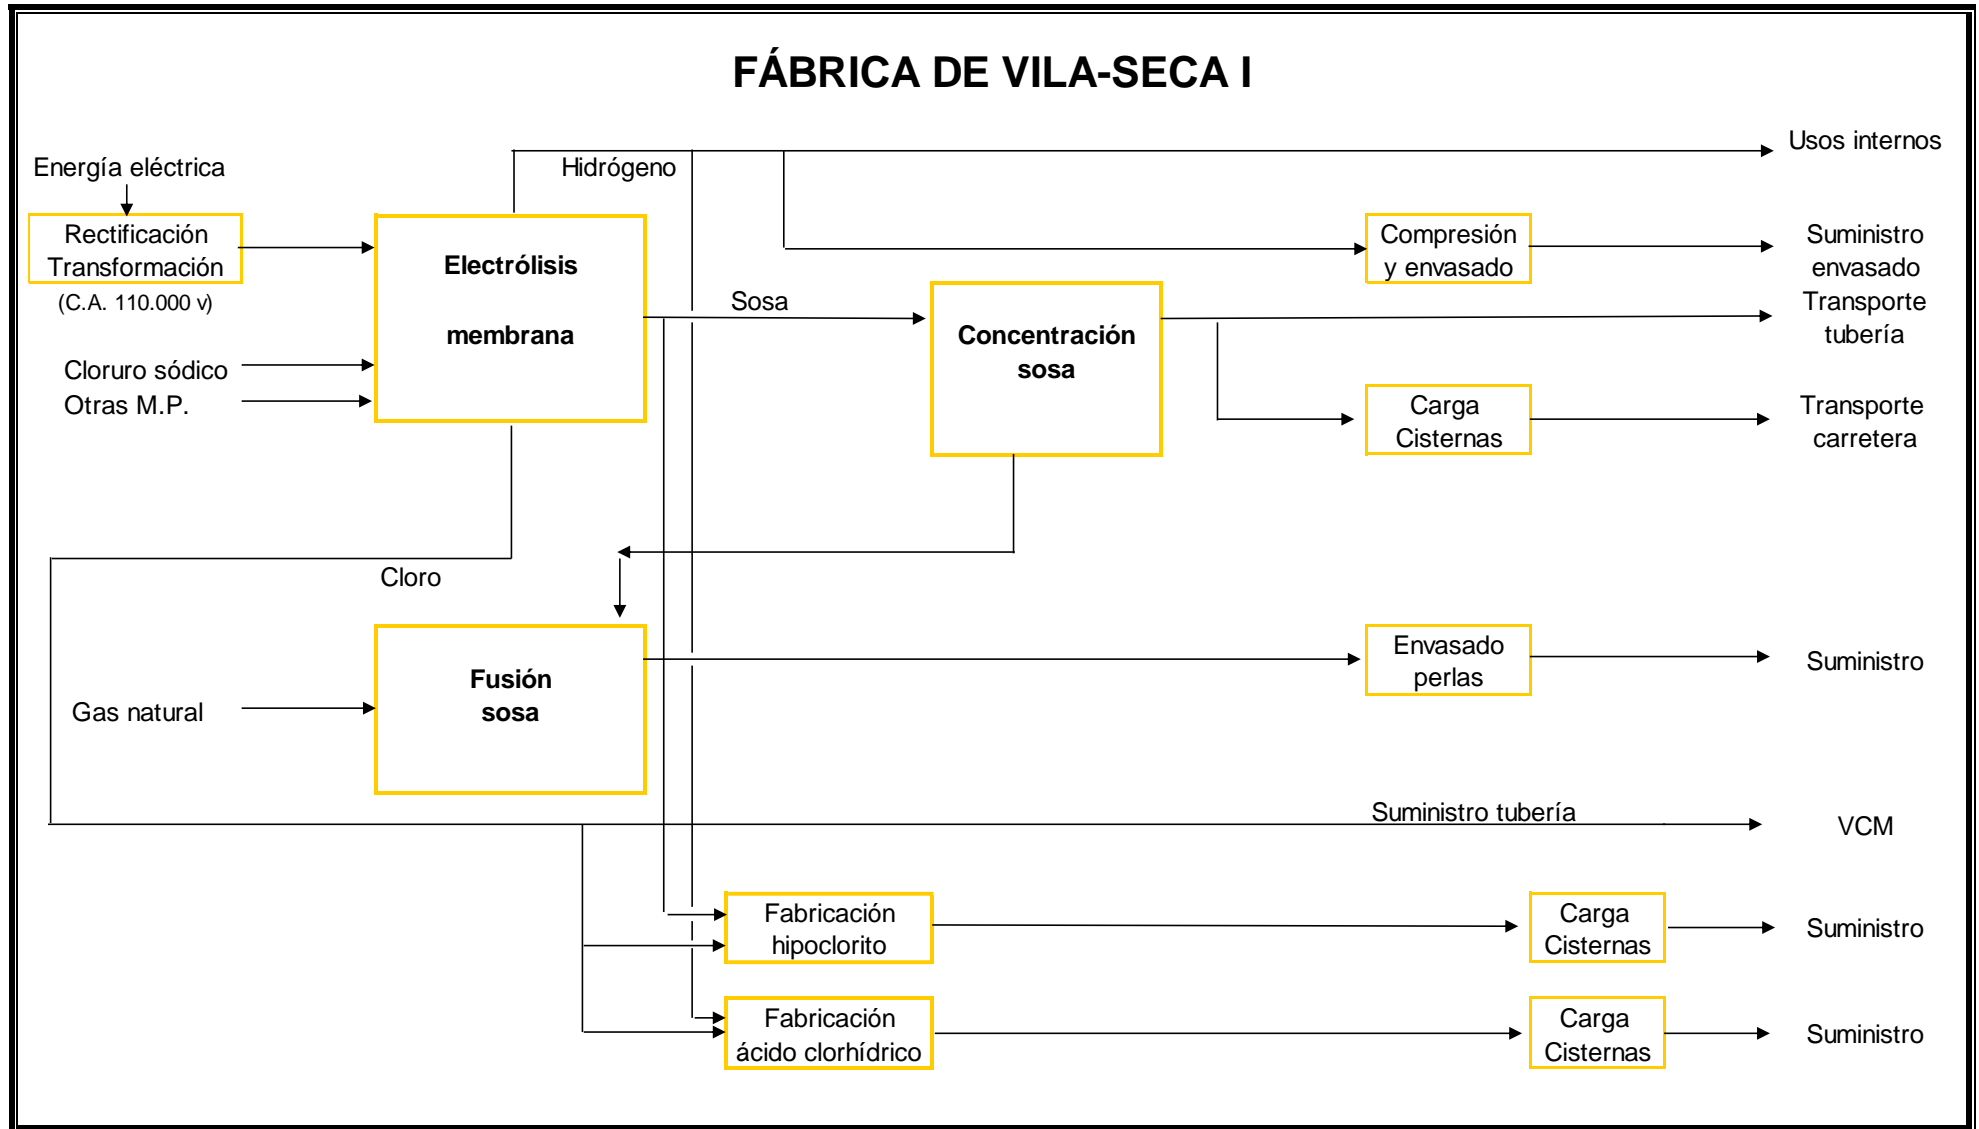 FÁBRICA DE VILA-SECA I
Usos internos
Energía eléctrica
Hidrógeno
Rectificación
Transformación
(C.A. 110.000 v)
Electrólisis
membrana
Compresión
y envasado
Suministro
envasado
Sosa
Transporte
tubería
Concentración
sosa
Cloruro sódico
Otras M.P.
Carga
Cisternas
Transporte
carretera
Cloro
Fusión
sosa
Envasado
perlas
Suministro
Gas natural
Suministro tubería
VCM
Fabricación
hipoclorito
Carga
Cisternas
Suministro
Fabricación
ácido clorhídrico
Carga
Cisternas
Suministro